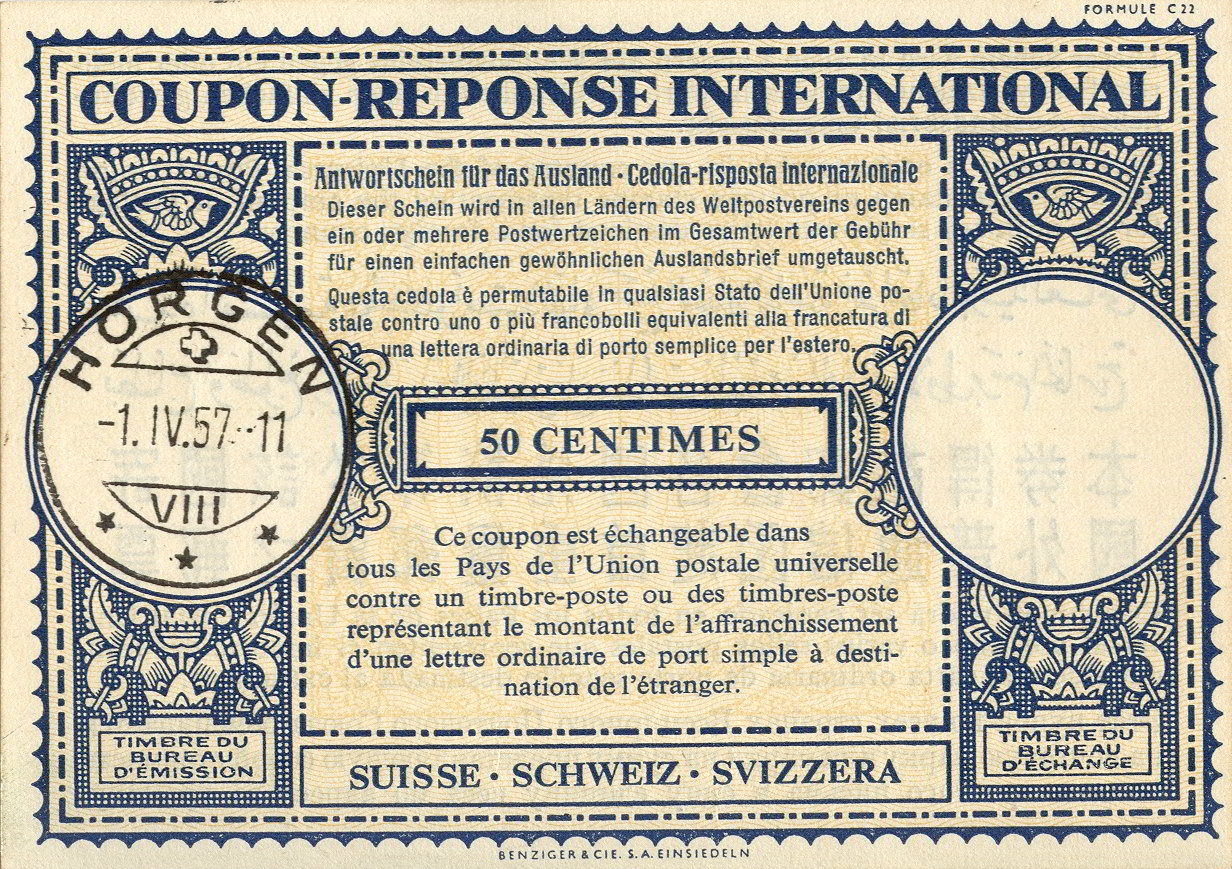 FORMULE C 22
COUPON-REPONSE INTERNATIONAL
Antwortschein für das Ausland · Cedola-risposta internazionale
Dieser Schein wird in allen Ländern des Weltpostvereins gegen
ein oder mehrere Postwertzeichen im Gesamtwert der Gebühr
für einen einfachen gewöhnlichen Auslandsbrief umgetauscht.
Questa cedola è permutabile in qualsiasi Stato dell'Unione po-
stale contro uno o più francobolli equivalenti alla francatura di
una lettera ordinaria di porto semplice per l'estero.
HORGEN
-1. IV. 57.-11
VIII
50 CENTIMES
Ce coupon est échangeable dans
tous les Pays de l'Union postale universelle
contre un timbre-poste ou des timbres-poste
représentant le montant de l'affranchissement
d'une lettre ordinaire de port simple à desti-
nation de l'étranger.
TIMBRE DU
BUREAU
D'ÉMISSION
TIMBRE DU
BUREAU
D'ÉCHANGE
SUISSE · SCHWEIZ · SVIZZERA
BENZIGER & CIE. S.A. EINSIEDELN